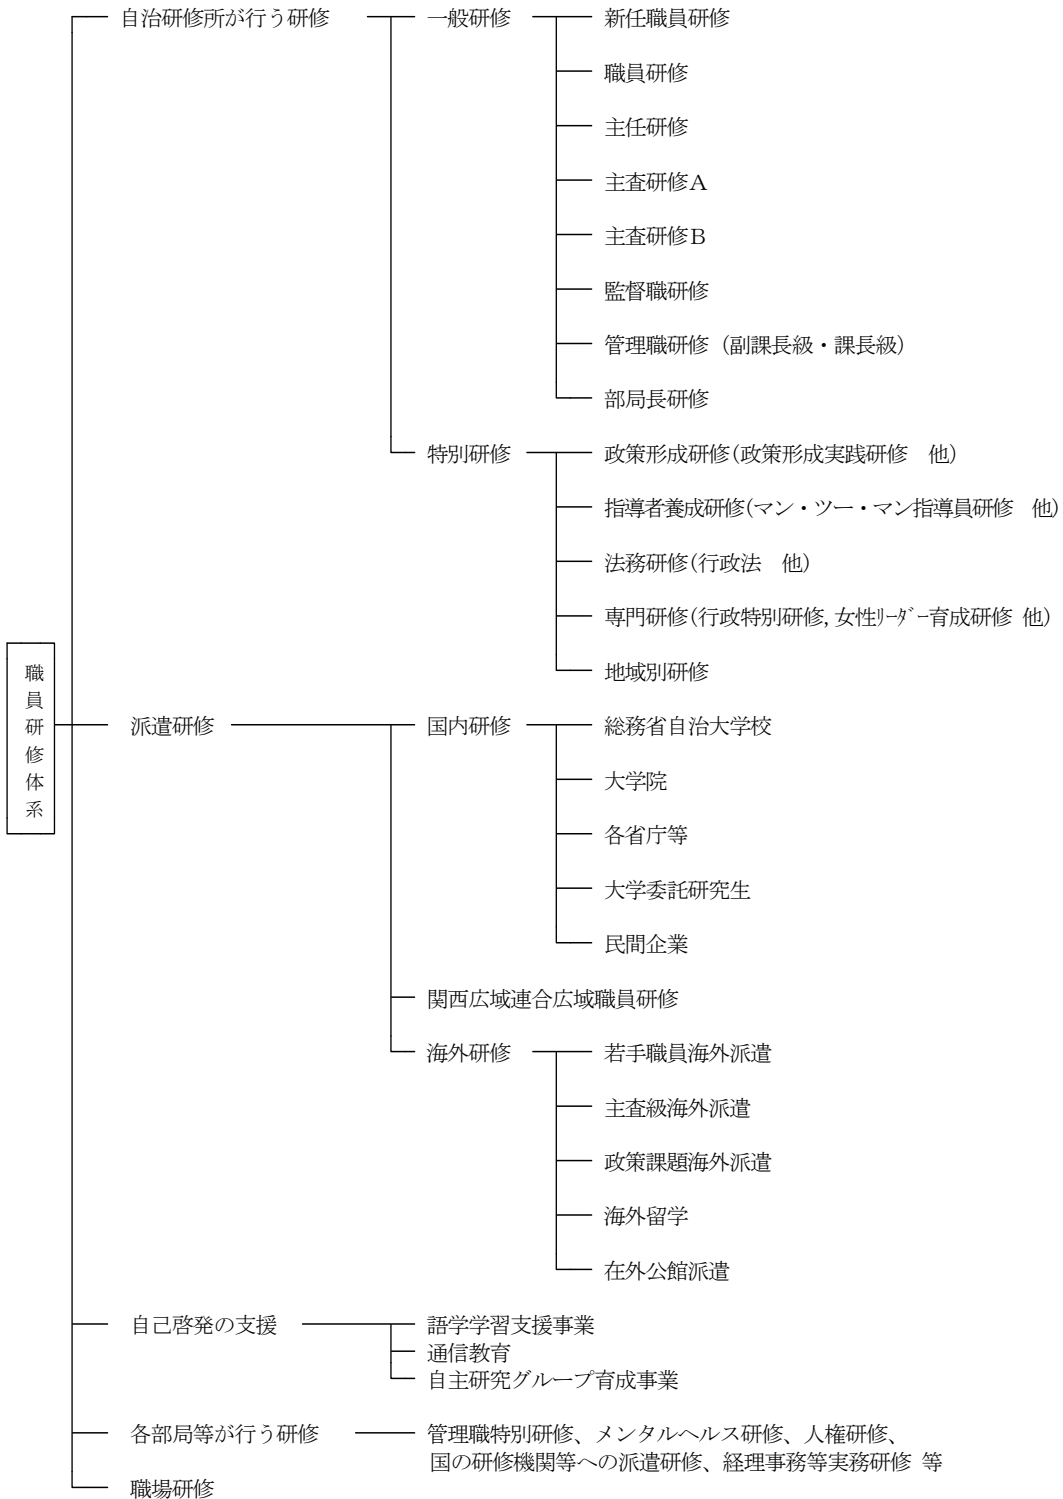 自治研修所が行う研修 一般研修 新任職員研修
職員研修
主任研修
主査研修A
主査研修B
監督職研修
管理職研修（副課長級・課長級）
部局長研修
特別研修 政策形成研修(政策形成実践研修　他)
指導者養成研修(マン・ツー・マン指導員研修　他)
法務研修(行政法　他)
専門研修(行政特別研修,女性ﾘｰﾀﾞｰ育成研修 他)
地域別研修
職員研修体系
派遣研修 国内研修 総務省自治大学校
大学院
各省庁等
大学委託研究生
民間企業
関西広域連合広域職員研修
海外研修 若手職員海外派遣
主査級海外派遣
政策課題海外派遣
海外留学
在外公館派遣
自己啓発の支援 語学学習支援事業
通信教育
自主研究グループ育成事業
各部局等が行う研修 管理職特別研修、メンタルヘルス研修、人権研修、
国の研修機関等への派遣研修、経理事務等実務研修 等
職場研修